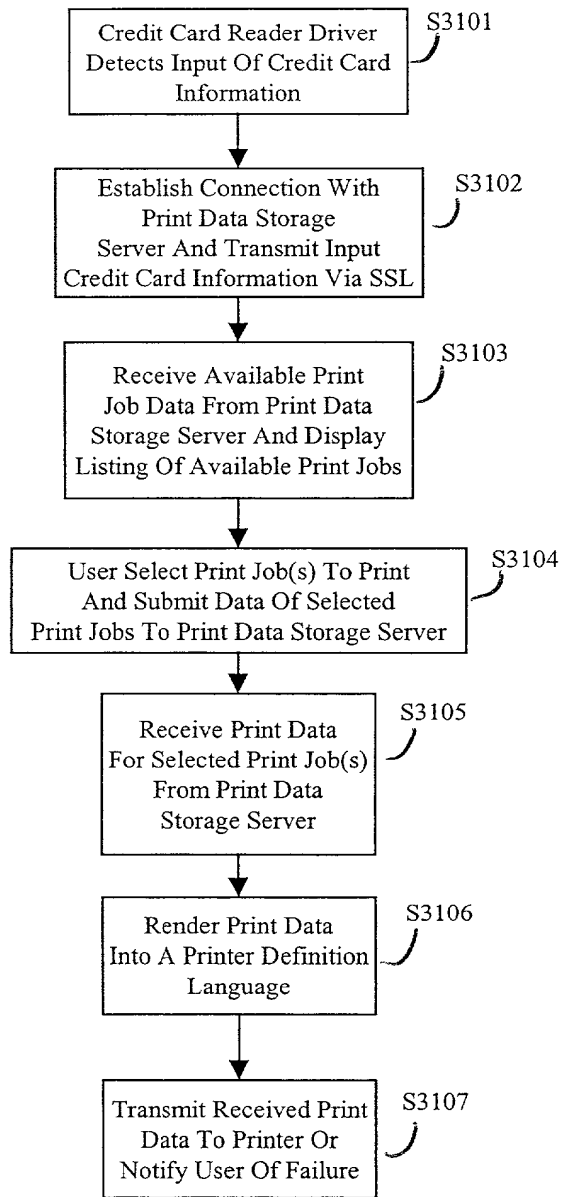 Credit Card Reader Driver
Detects Input Of Credit Card
Information
S3101
Establish Connection With
Print Data Storage
Server And Transmit Input
Credit Card Information Via SSL
S3102
Receive Available Print
Job Data From Print Data
Storage Server And Display
Listing Of Available Print Jobs
S3103
User Select Print Job(s) To Print
And Submit Data Of Selected
Print Jobs To Print Data Storage Server
S3104
Receive Print Data
For Selected Print Job(s)
From Print Data
Storage Server
S3105
Render Print Data
Into A Printer Definition
Language
S3106
Transmit Received Print
Data To Printer Or
Notify User Of Failure
S3107